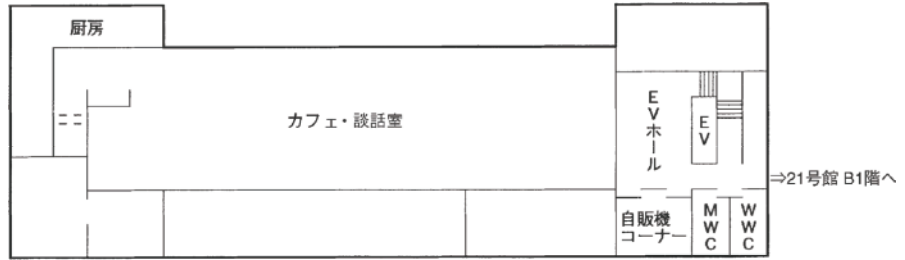 厨房
カフェ・談話室
EVホール
EV
⇒21号館 B1階へ
自販機
コーナー
MWC
WWC